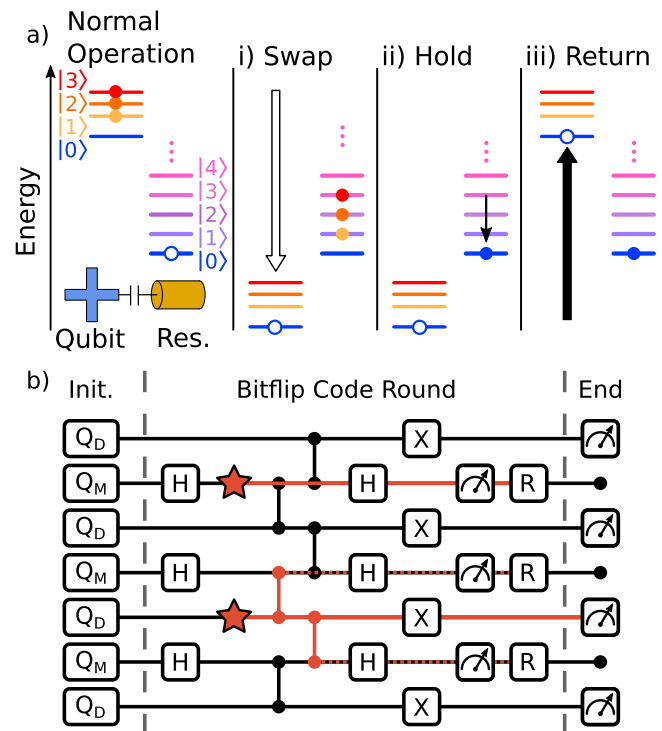 a) Normal Operation
i) Swap
ii) Hold
iii) Return
Energy
|3⟩
|2⟩
|1⟩
|0⟩
|4⟩
|3⟩
|2⟩
|1⟩
|0⟩
Qubit
Res.
b) Init.
Bitflip Code Round
End
Q_D X
Q_M H H R
Q_D X
Q_M H H R
Q_D X
Q_M H H R
Q_D X